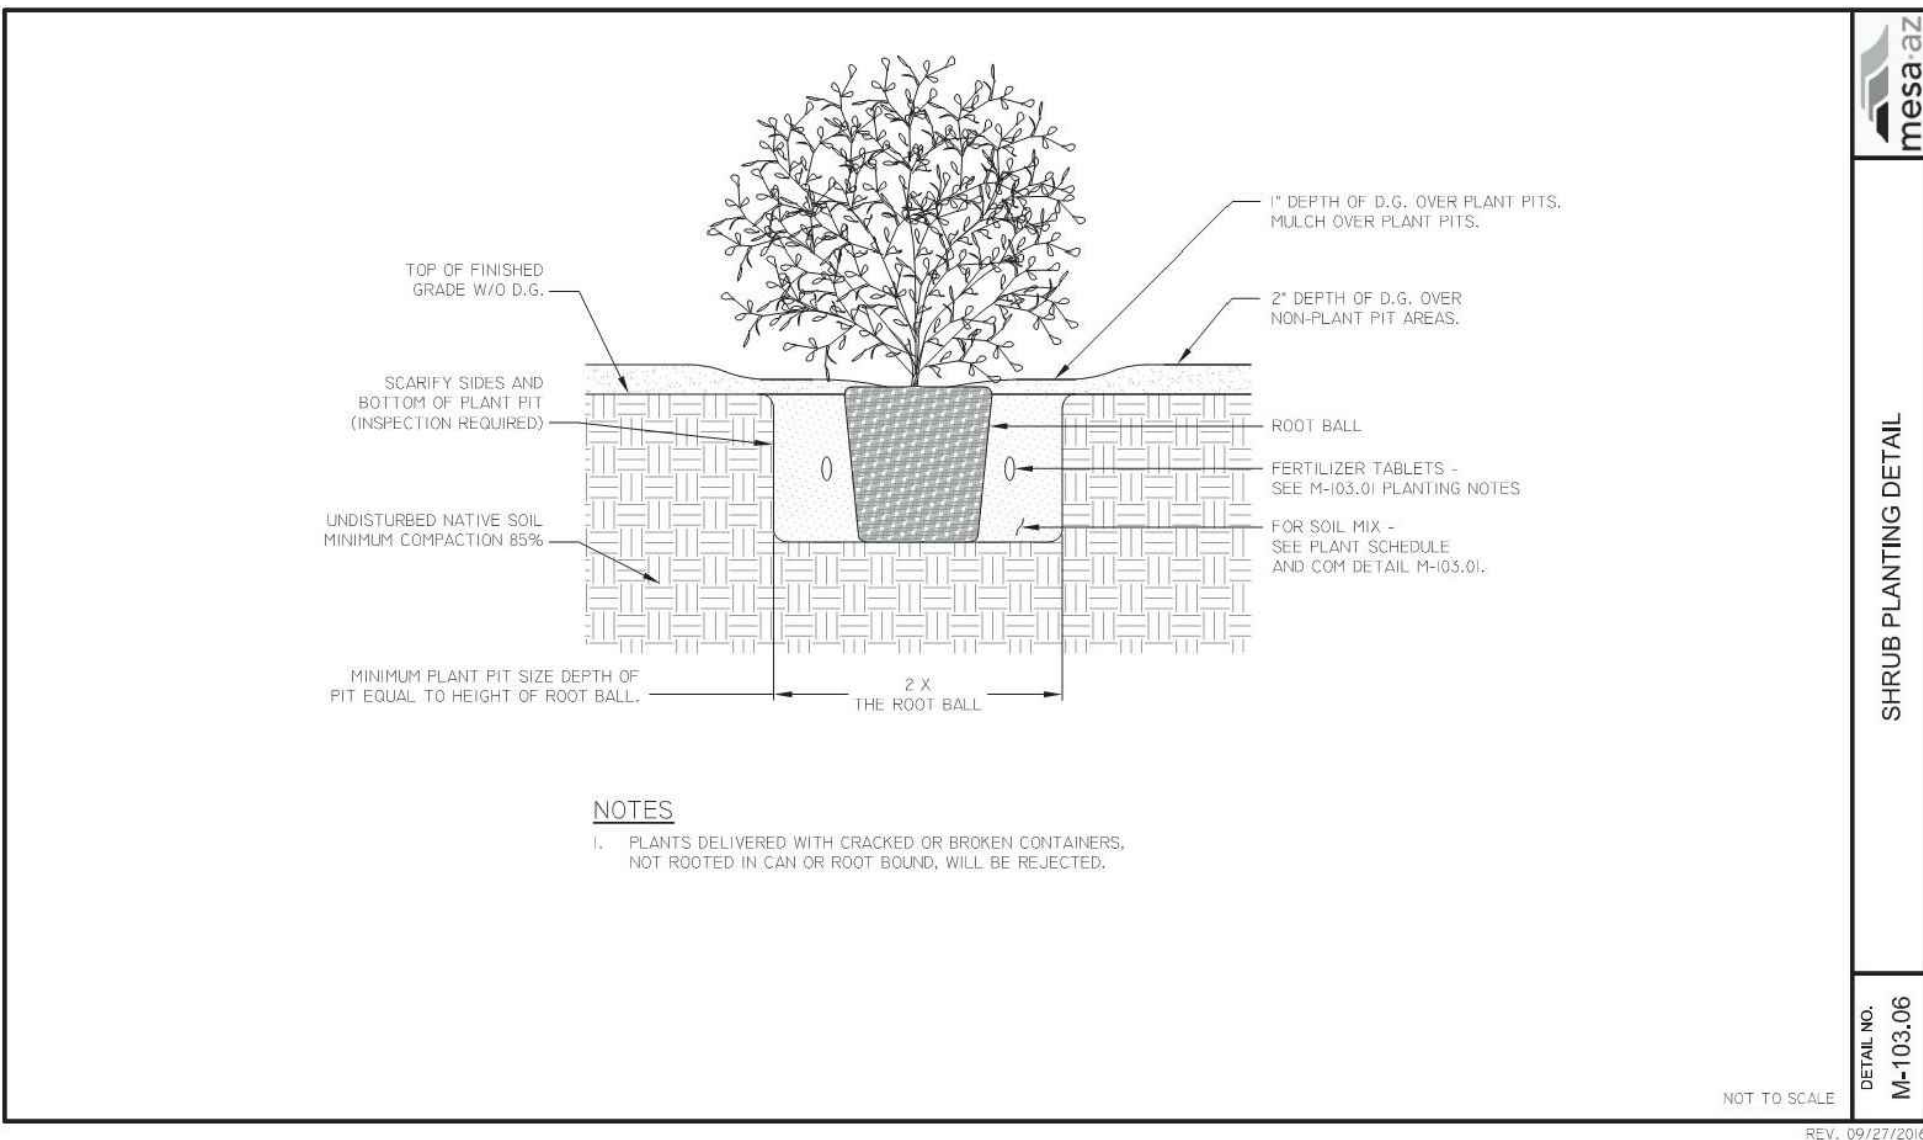 TOP OF FINISHED
GRADE W/O D.G.
SCARIFY SIDES AND
BOTTOM OF PLANT PIT
(INSPECTION REQUIRED)
UNDISTURBED NATIVE SOIL
MINIMUM COMPACTION 85%
MINIMUM PLANT PIT SIZE DEPTH OF
PIT EQUAL TO HEIGHT OF ROOT BALL.
2 X
THE ROOT BALL
1" DEPTH OF D.G. OVER PLANT PITS.
MULCH OVER PLANT PITS.
2" DEPTH OF D.G. OVER
NON-PLANT PIT AREAS.
ROOT BALL
FERTILIZER TABLETS -
SEE M-103.01 PLANTING NOTES
FOR SOIL MIX -
SEE PLANT SCHEDULE
AND COM DETAIL M-103.01.
NOTES
1. PLANTS DELIVERED WITH CRACKED OR BROKEN CONTAINERS,
NOT ROOTED IN CAN OR ROOT BOUND, WILL BE REJECTED.
NOT TO SCALE
mesa·az
SHRUB PLANTING DETAIL
DETAIL NO.
M-103.06
REV. 09/27/2016